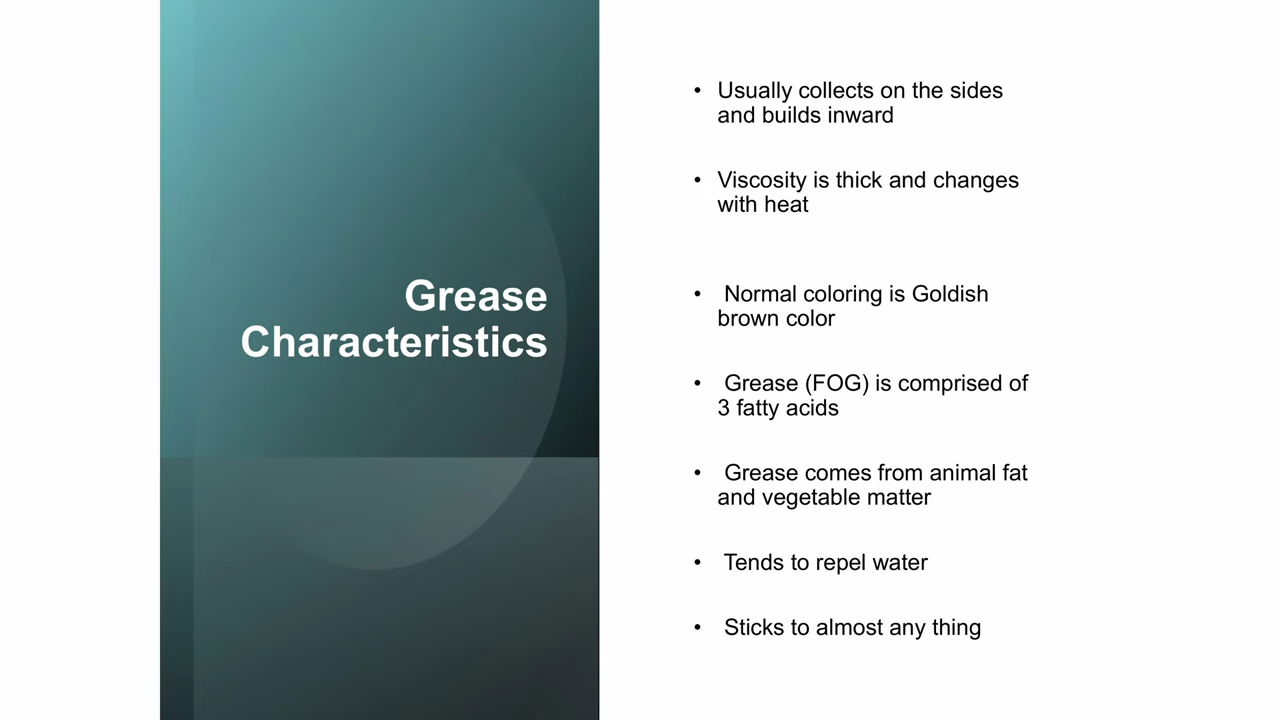 Grease
Characteristics
• Usually collects on the sides
and builds inward
• Viscosity is thick and changes
with heat
• Normal coloring is Goldish
brown color
• Grease (FOG) is comprised of
3 fatty acids
• Grease comes from animal fat
and vegetable matter
• Tends to repel water
• Sticks to almost any thing